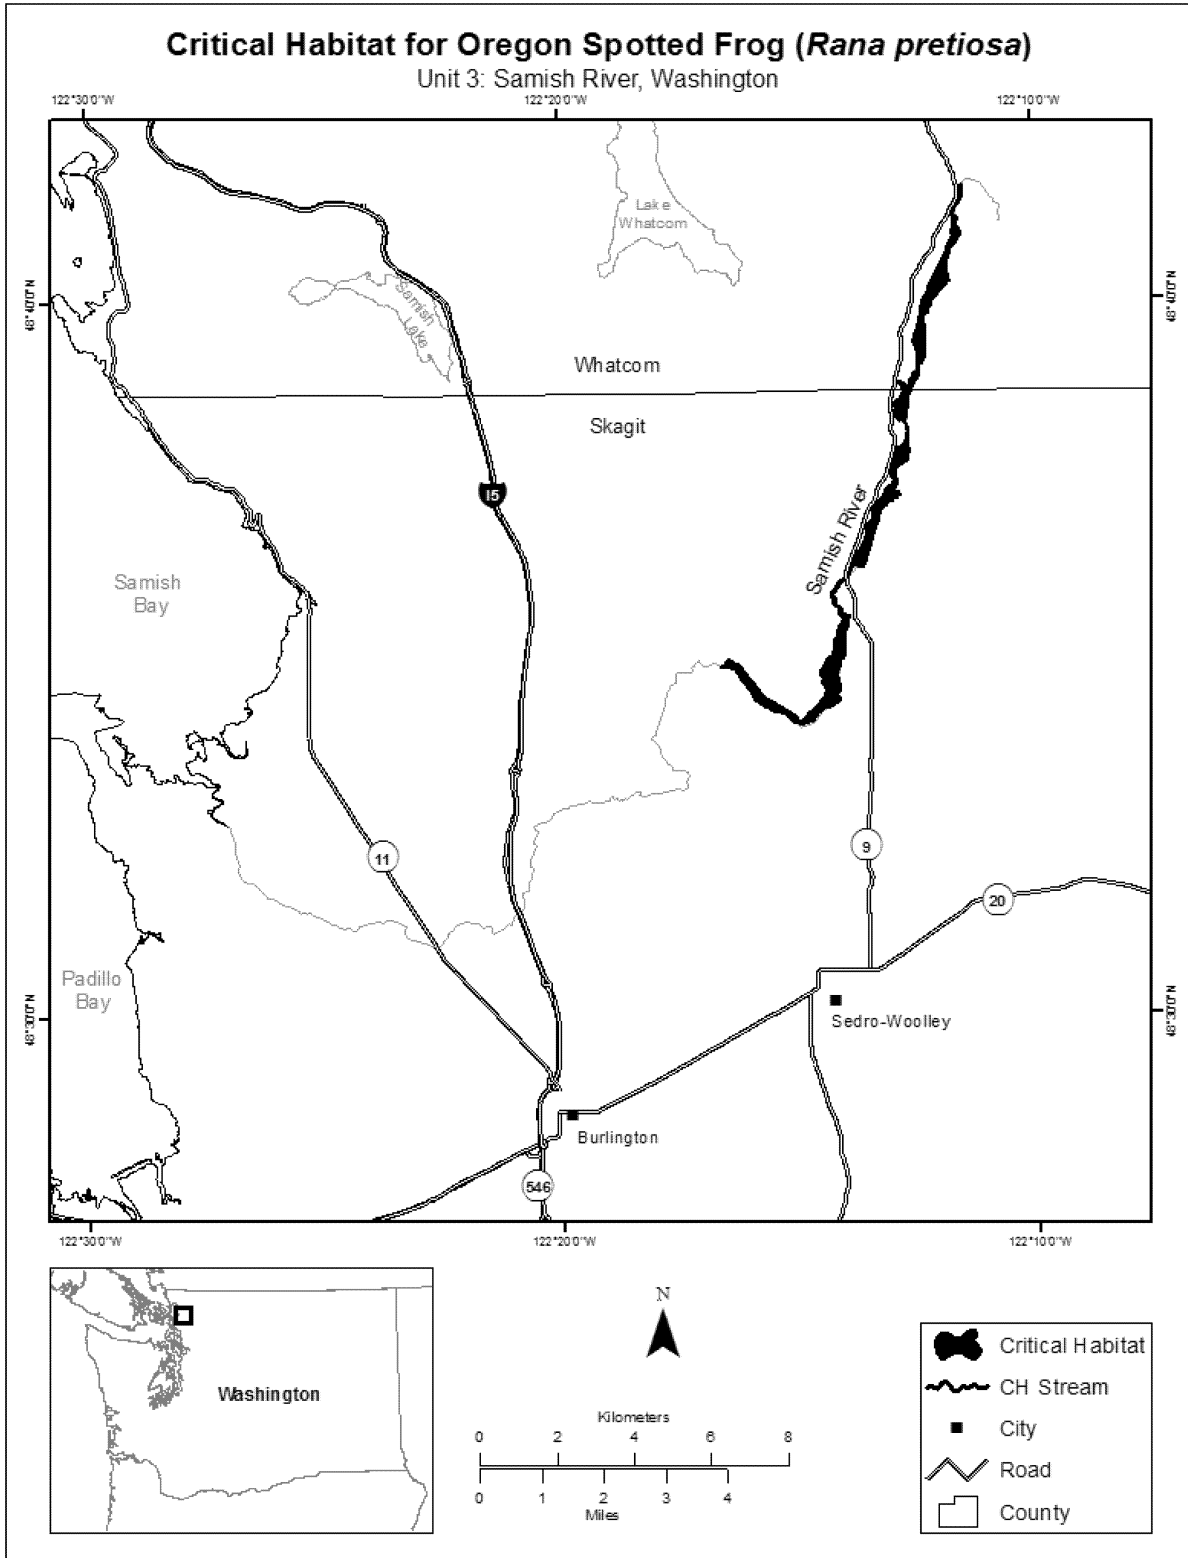 Critical Habitat for Oregon Spotted Frog (Rana pretiosa)
Unit 3: Samish River, Washington
122°30'0"W
122°20'0"W
122°10'0"W
Lake
Whatcom
Samish
Lake
48°40'0"N
48°40'0"N
Whatcom
Skagit
15
Samish River
Samish
Bay
11
9
20
Padillo
Bay
48°30'0"N
48°30'0"N
Sedro-Woolley
Burlington
546
122°30'0"W
122°20'0"W
122°10'0"W
Washington
N
Kilometers
0 2 4 6 8
0 1 2 3 4
Miles
Critical Habitat
CH Stream
City
Road
County